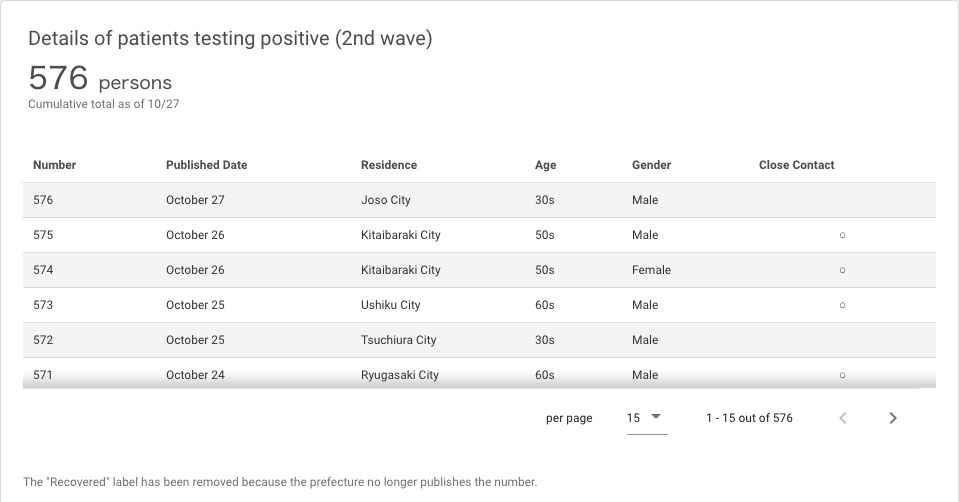 Details of patients testing positive (2nd wave)
576 persons
Cumulative total as of 10/27
Number Published Date Residence Age Gender Close Contact
576 October 27 Joso City 30s Male
575 October 26 Kitaibaraki City 50s Male ○
574 October 26 Kitaibaraki City 50s Female ○
573 October 25 Ushiku City 60s Male ○
572 October 25 Tsuchiura City 30s Male
571 October 24 Ryugasaki City 60s Male ○
per page 15 1 - 15 out of 576
The "Recovered" label has been removed because the prefecture no longer publishes the number.